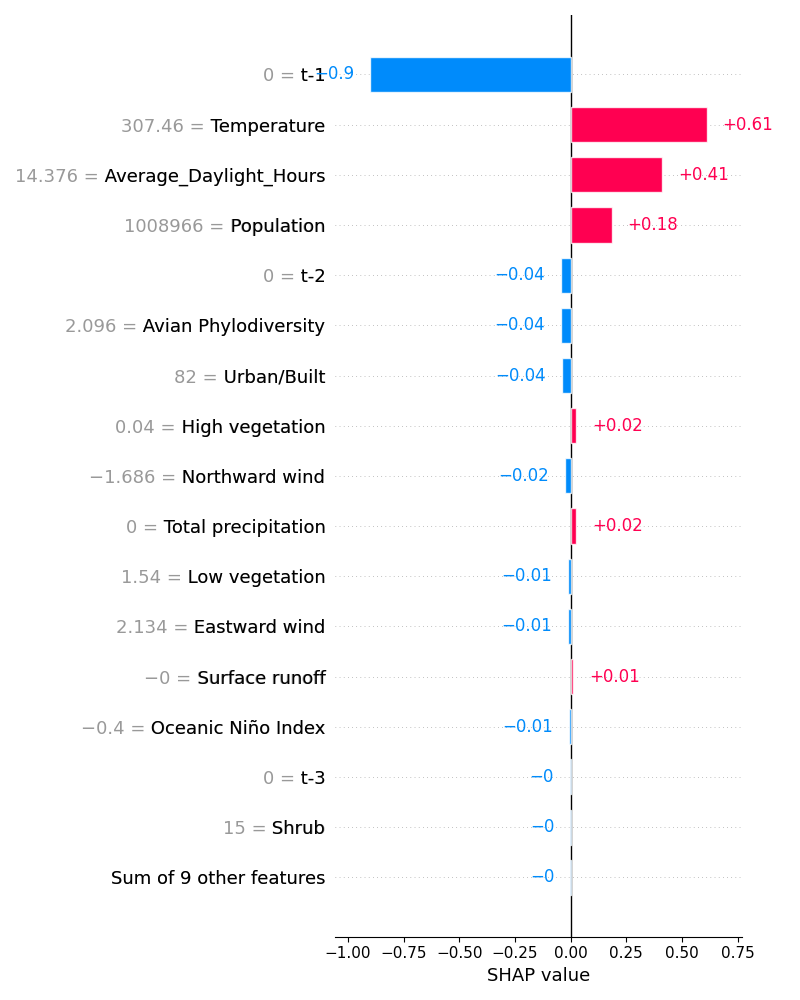 0 = t-1 −0.9
307.46 = Temperature +0.61
14.376 = Average_Daylight_Hours +0.41
1008966 = Population +0.18
0 = t-2 −0.04
2.096 = Avian Phylodiversity −0.04
82 = Urban/Built −0.04
0.04 = High vegetation +0.02
−1.686 = Northward wind −0.02
0 = Total precipitation +0.02
1.54 = Low vegetation −0.01
2.134 = Eastward wind −0.01
−0 = Surface runoff +0.01
−0.4 = Oceanic Niño Index −0.01
0 = t-3 −0
15 = Shrub −0
Sum of 9 other features −0
−1.00 −0.75 −0.50 −0.25 0.00 0.25 0.50 0.75
SHAP value